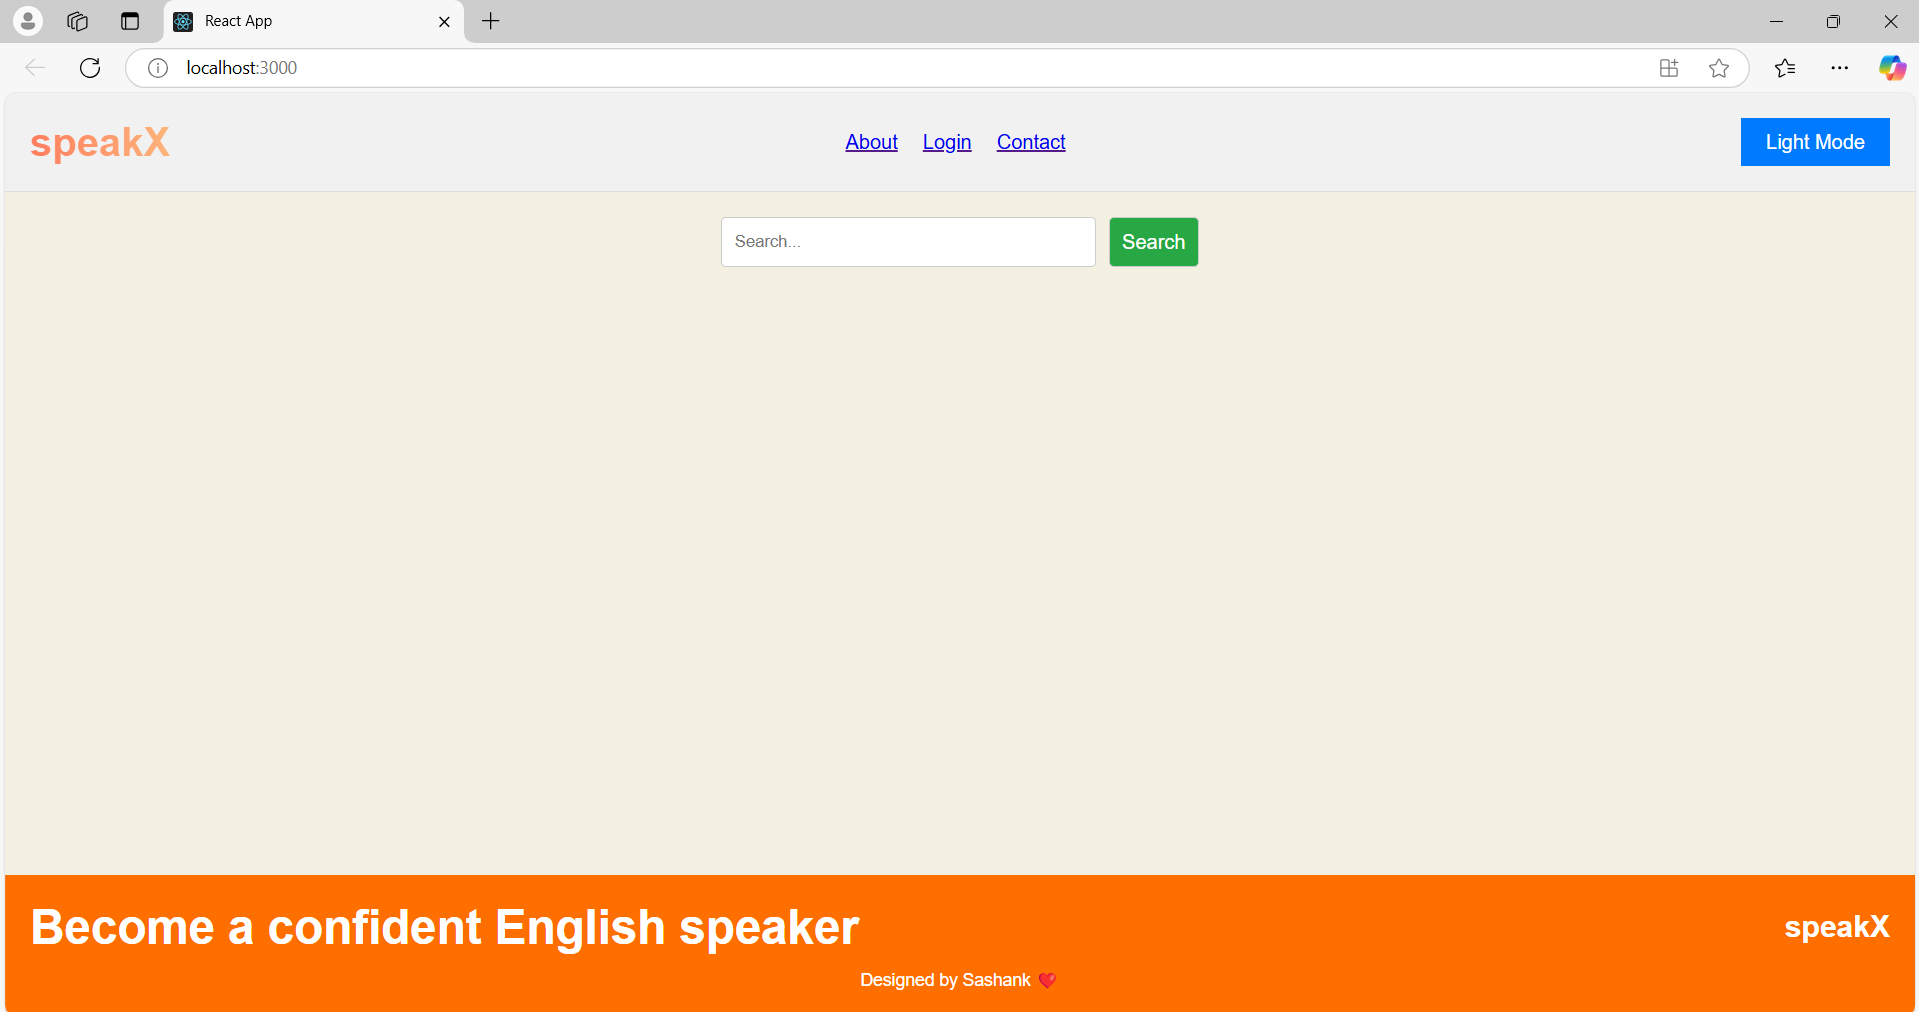 React App
localhost:3000
speakX
About Login Contact
Light Mode
Search...
Search
Become a confident English speaker
speakX
Designed by Sashank ❤️